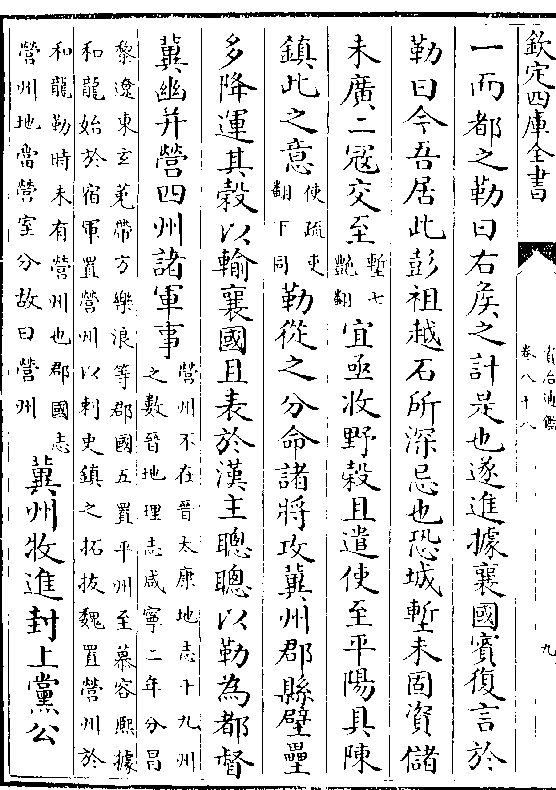 欽定四庫全書
資治通鑑
卷八十八
九
一而都之勒曰右侯之計是也遂進據襄國賓復言於
勒曰今吾居此彭祖越石所深忌也恐城塹未固資儲
未廣二冦交至塹七
艶翻宜亟收野穀且遣使至平陽具陳
鎮此之意使疏吏
翻下同勒從之分命諸將攻冀州郡縣壁壘
多降運其穀以輸襄國且表於漢主聰聰以勒為都督
冀幽并營四州諸軍事營州不在晉太康地志十九州
之數晉地理志咸寧二年分昌
黎遼東玄菟帶方樂浪等郡國五置平州至慕容熙據
和龍始於宿軍置營州以刺史鎮之拓拔魏置營州於
和龍勒時未有營州也郡國志
營州地當營室分故曰營州冀州牧進封上黨公